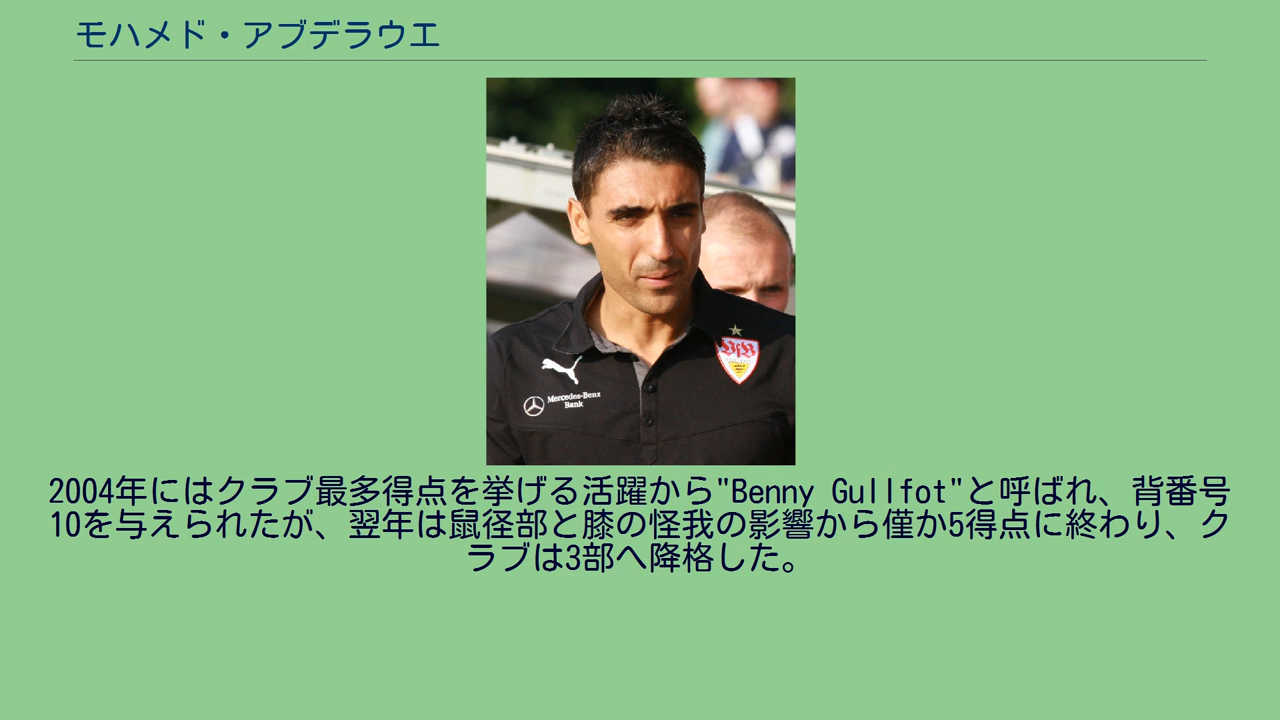 モハメド・アブデラウエ
VfB
Mercedes-Benz
Bank
2004年にはクラブ最多得点を挙げる活躍から"Benny Gullfot"と呼ばれ、背番号
10を与えられたが、翌年は鼠径部と膝の怪我の影響から僅か5得点に終わり、ク
ラブは3部へ降格した。